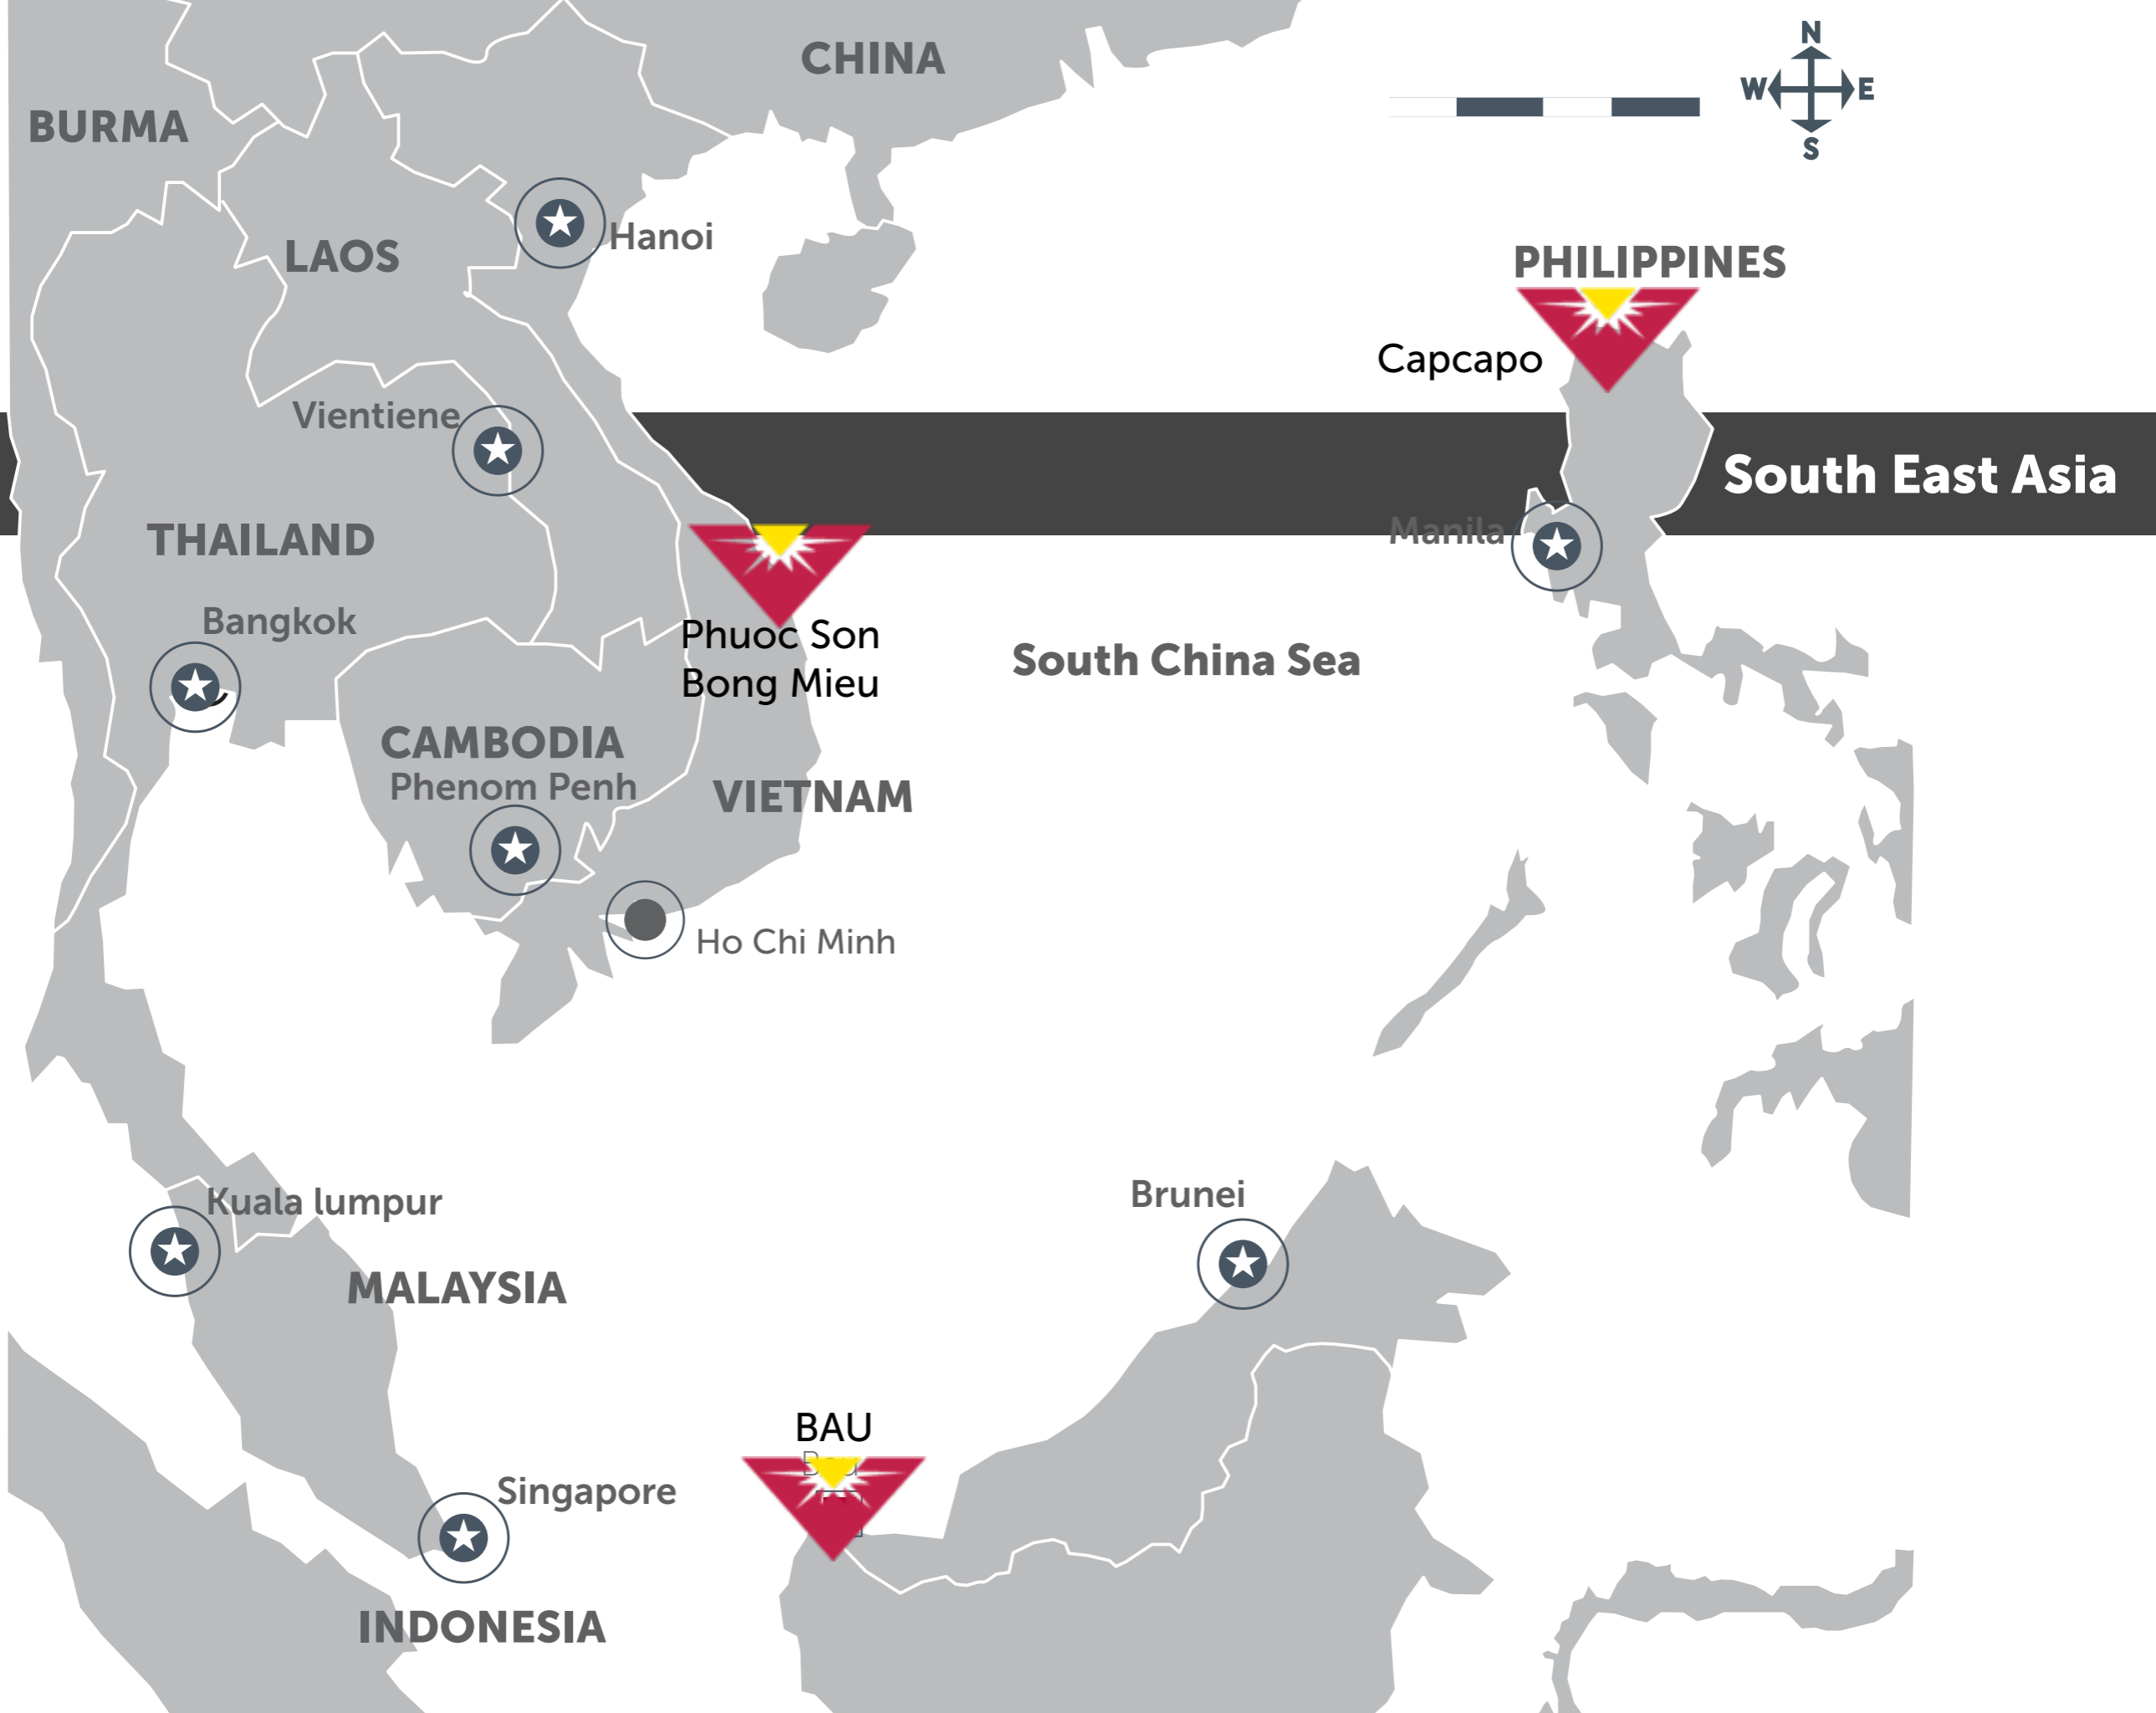 CHINA
N
W
E
S
BURMA
Hanoi
LAOS
PHILIPPINES
Capcapo
Vientiene
South East Asia
Manila
THAILAND
Bangkok
Phuoc Son
Bong Mieu
South China Sea
CAMBODIA
Phenom Penh
VIETNAM
Ho Chi Minh
Kuala lumpur
Brunei
MALAYSIA
BAU
Singapore
INDONESIA